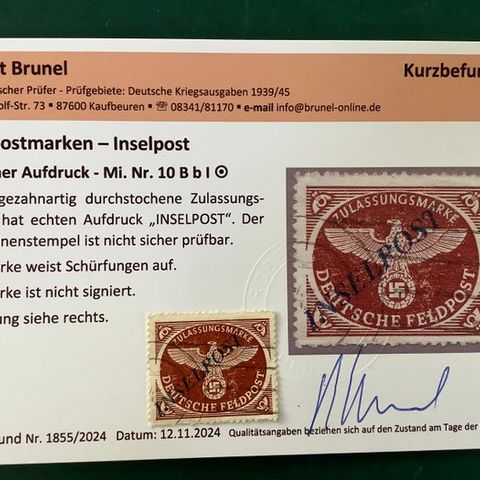 t Brunel
Kurzbefun
scher Prüfer - Prüfgebiete: Deutsche Kriegsausgaben 1939/45
olf-Str. 73 ▪ 87600 Kaufbeuren ▪ ☎ 08341/81170 ▪ e-mail info@brunel-online.de
ostmarken – Inselpost
er Aufdruck - Mi. Nr. 10 B b I ⊙
gezahnartig durchstochene Zulassungs-
hat echten Aufdruck „INSELPOST“. Der
nenstempel ist nicht sicher prüfbar.
arke weist Schürfungen auf.
arke ist nicht signiert.
ung siehe rechts.
ZULASSUNGSMARKE
INSELPOST
DEUTSCHE FELDPOST
ZULASSUNGSMARKE
INSELPOST
DEUTSCHE FELDPOST
und Nr. 1855/2024 Datum: 12.11.2024 Qualitätsangaben beziehen sich auf den Zustand am Tage der